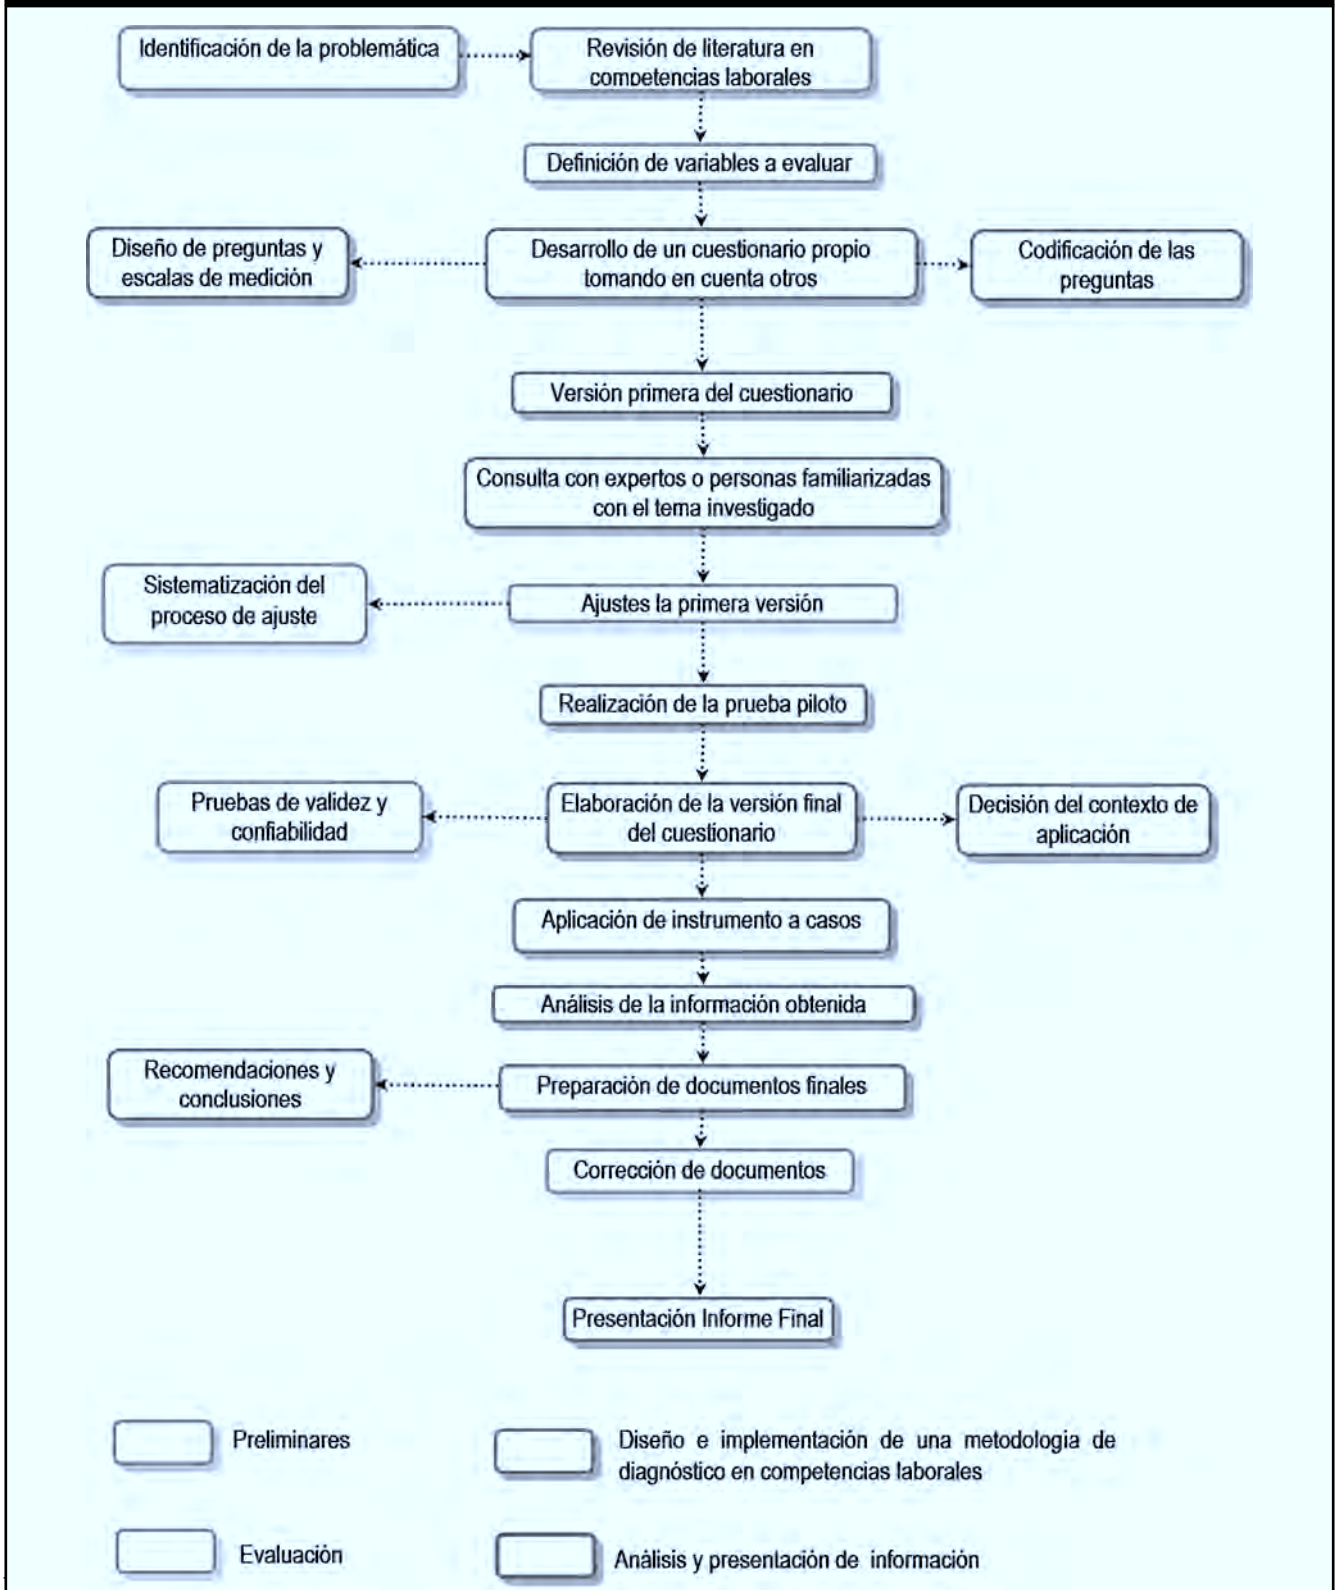 Identificación de la problemática
Revisión de literatura en
competencias laborales
Definición de variables a evaluar
Diseño de preguntas y
escalas de medición
Desarrollo de un cuestionario propio
tomando en cuenta otros
Codificación de las
preguntas
Versión primera del cuestionario
Consulta con expertos o personas familiarizadas
con el tema investigado
Sistematización del
proceso de ajuste
Ajustes la primera versión
Realización de la prueba piloto
Pruebas de validez y
confiabilidad
Elaboración de la versión final
del cuestionario
Decisión del contexto de
aplicación
Aplicación de instrumento a casos
Análisis de la información obtenida
Recomendaciones y
conclusiones
Preparación de documentos finales
Corrección de documentos
Presentación Informe Final
Preliminares
Diseño e implementación de una metodología de
diagnóstico en competencias laborales
Evaluación
Análisis y presentación de información